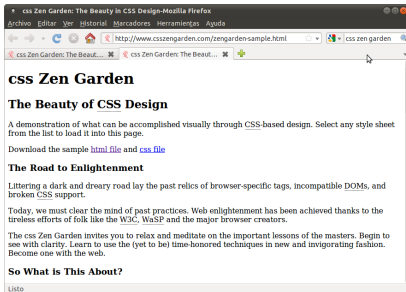 css Zen Garden: The Beauty in CSS Design-Mozilla Firefox
Archivo Editar Ver Historial Marcadores Herramientas Ayuda
http://www.csszengarden.com/zengarden-sample.html
css zen garden
css Zen Garden: The Beaut...
css Zen Garden: The Beaut...
css Zen Garden
The Beauty of CSS Design
A demonstration of what can be accomplished visually through CSS-based design. Select any style sheet
from the list to load it into this page.
Download the sample html file and css file
The Road to Enlightenment
Littering a dark and dreary road lay the past relics of browser-specific tags, incompatible DOMs, and
broken CSS support.
Today, we must clear the mind of past practices. Web enlightenment has been achieved thanks to the
tireless efforts of folk like the W3C, WaSP and the major browser creators.
The css Zen Garden invites you to relax and meditate on the important lessons of the masters. Begin to
see with clarity. Learn to use the (yet to be) time-honored techniques in new and invigorating fashion.
Become one with the web.
So What is This About?
Listo